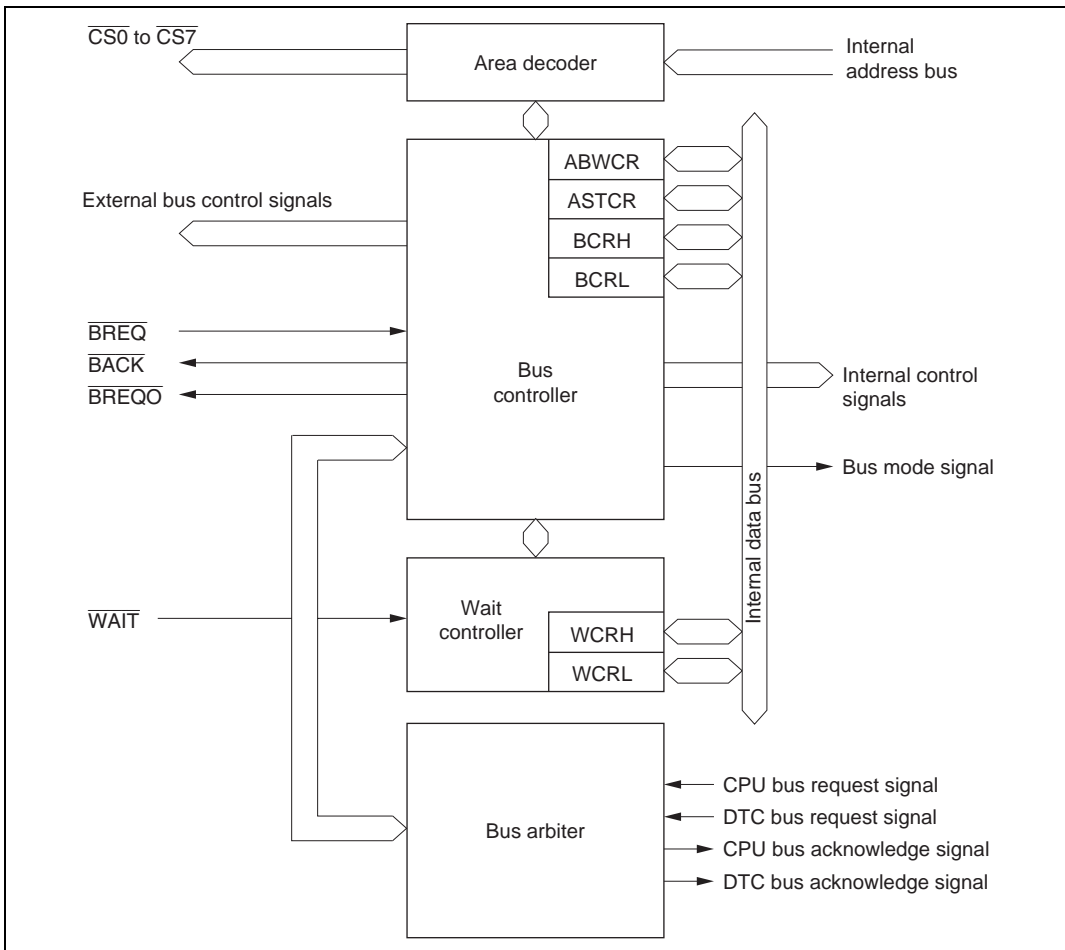 CS0 to CS7
Area decoder
Internal
address bus
ABWCR
ASTCR
External bus control signals
BCRH
BCRL
BREQ
BACK
BREQO
Bus
controller
Internal control
signals
Bus mode signal
Internal data bus
WAIT
Wait
controller
WCRH
WCRL
Bus arbiter
CPU bus request signal
DTC bus request signal
CPU bus acknowledge signal
DTC bus acknowledge signal